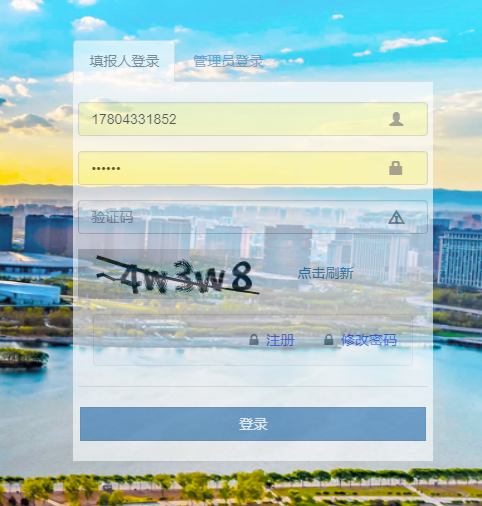 填报人登录 管理员登录
17804331852
••••••
验证码
4w3w8 点击刷新
注册 修改密码
登录